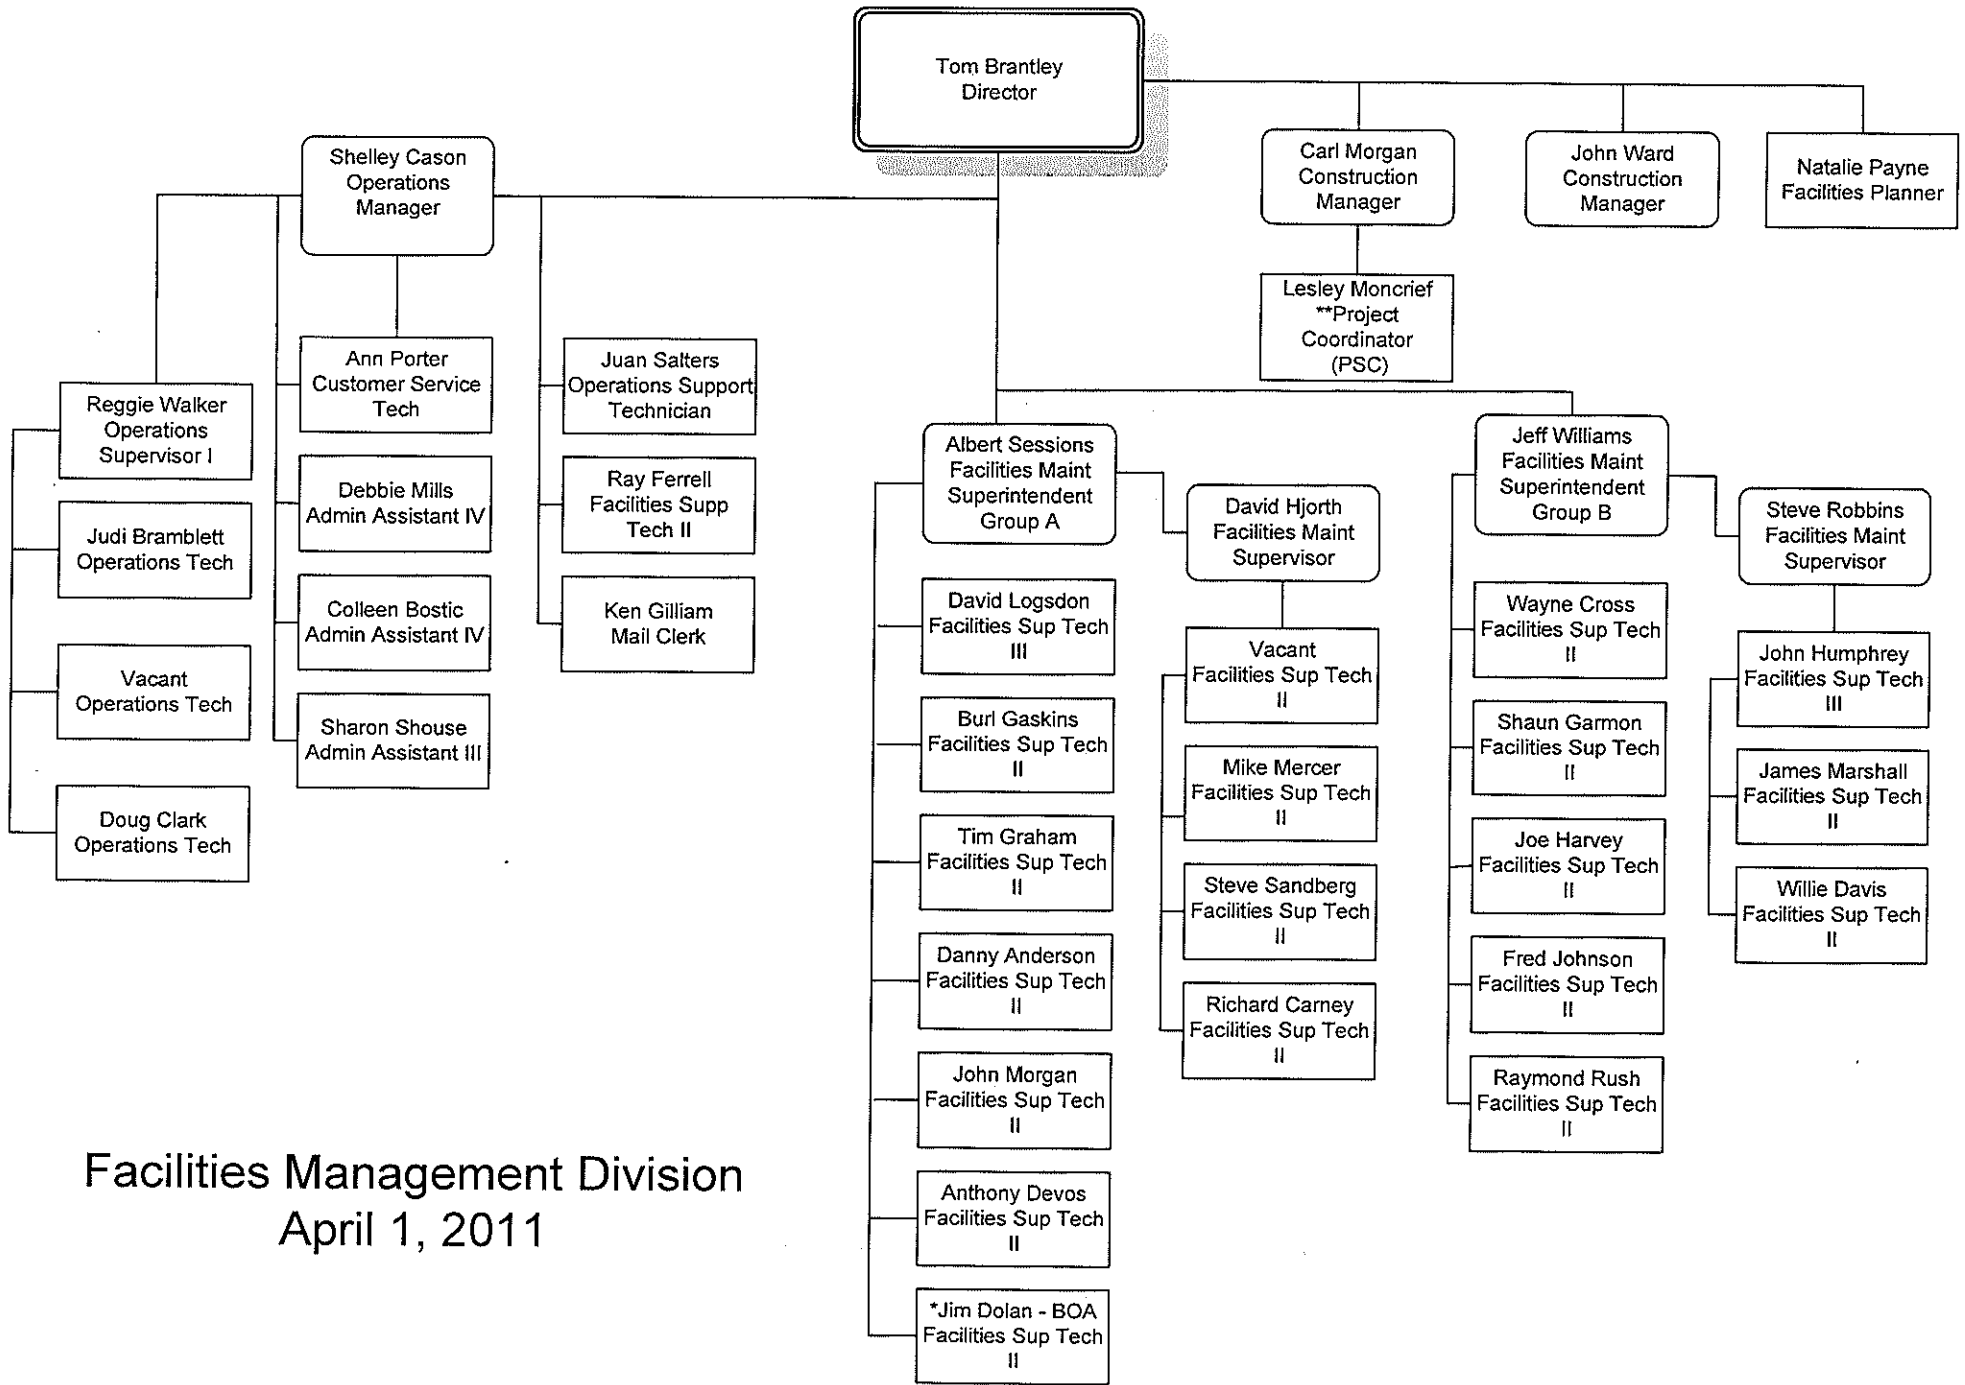 Tom Brantley
Director
Shelley Cason
Operations
Manager
Carl Morgan
Construction
Manager
John Ward
Construction
Manager
Natalie Payne
Facilities Planner
Lesley Moncrief
**Project
Coordinator
(PSC)
Reggie Walker
Operations
Supervisor I
Judi Bramblett
Operations Tech
Vacant
Operations Tech
Doug Clark
Operations Tech
Ann Porter
Customer Service
Tech
Debbie Mills
Admin Assistant IV
Colleen Bostic
Admin Assistant IV
Sharon Shouse
Admin Assistant III
Juan Salters
Operations Support
Technician
Ray Ferrell
Facilities Supp
Tech II
Ken Gilliam
Mail Clerk
Albert Sessions
Facilities Maint
Superintendent
Group A
David Logsdon
Facilities Sup Tech
III
Burl Gaskins
Facilities Sup Tech
II
Tim Graham
Facilities Sup Tech
II
Danny Anderson
Facilities Sup Tech
II
John Morgan
Facilities Sup Tech
II
Anthony Devos
Facilities Sup Tech
II
*Jim Dolan - BOA
Facilities Sup Tech
II
David Hjorth
Facilities Maint
Supervisor
Vacant
Facilities Sup Tech
II
Mike Mercer
Facilities Sup Tech
II
Steve Sandberg
Facilities Sup Tech
II
Richard Carney
Facilities Sup Tech
II
Jeff Williams
Facilities Maint
Superintendent
Group B
Wayne Cross
Facilities Sup Tech
II
Shaun Garmon
Facilities Sup Tech
II
Joe Harvey
Facilities Sup Tech
II
Fred Johnson
Facilities Sup Tech
II
Raymond Rush
Facilities Sup Tech
II
Steve Robbins
Facilities Maint
Supervisor
John Humphrey
Facilities Sup Tech
III
James Marshall
Facilities Sup Tech
II
Willie Davis
Facilities Sup Tech
II
Facilities Management Division
April 1, 2011